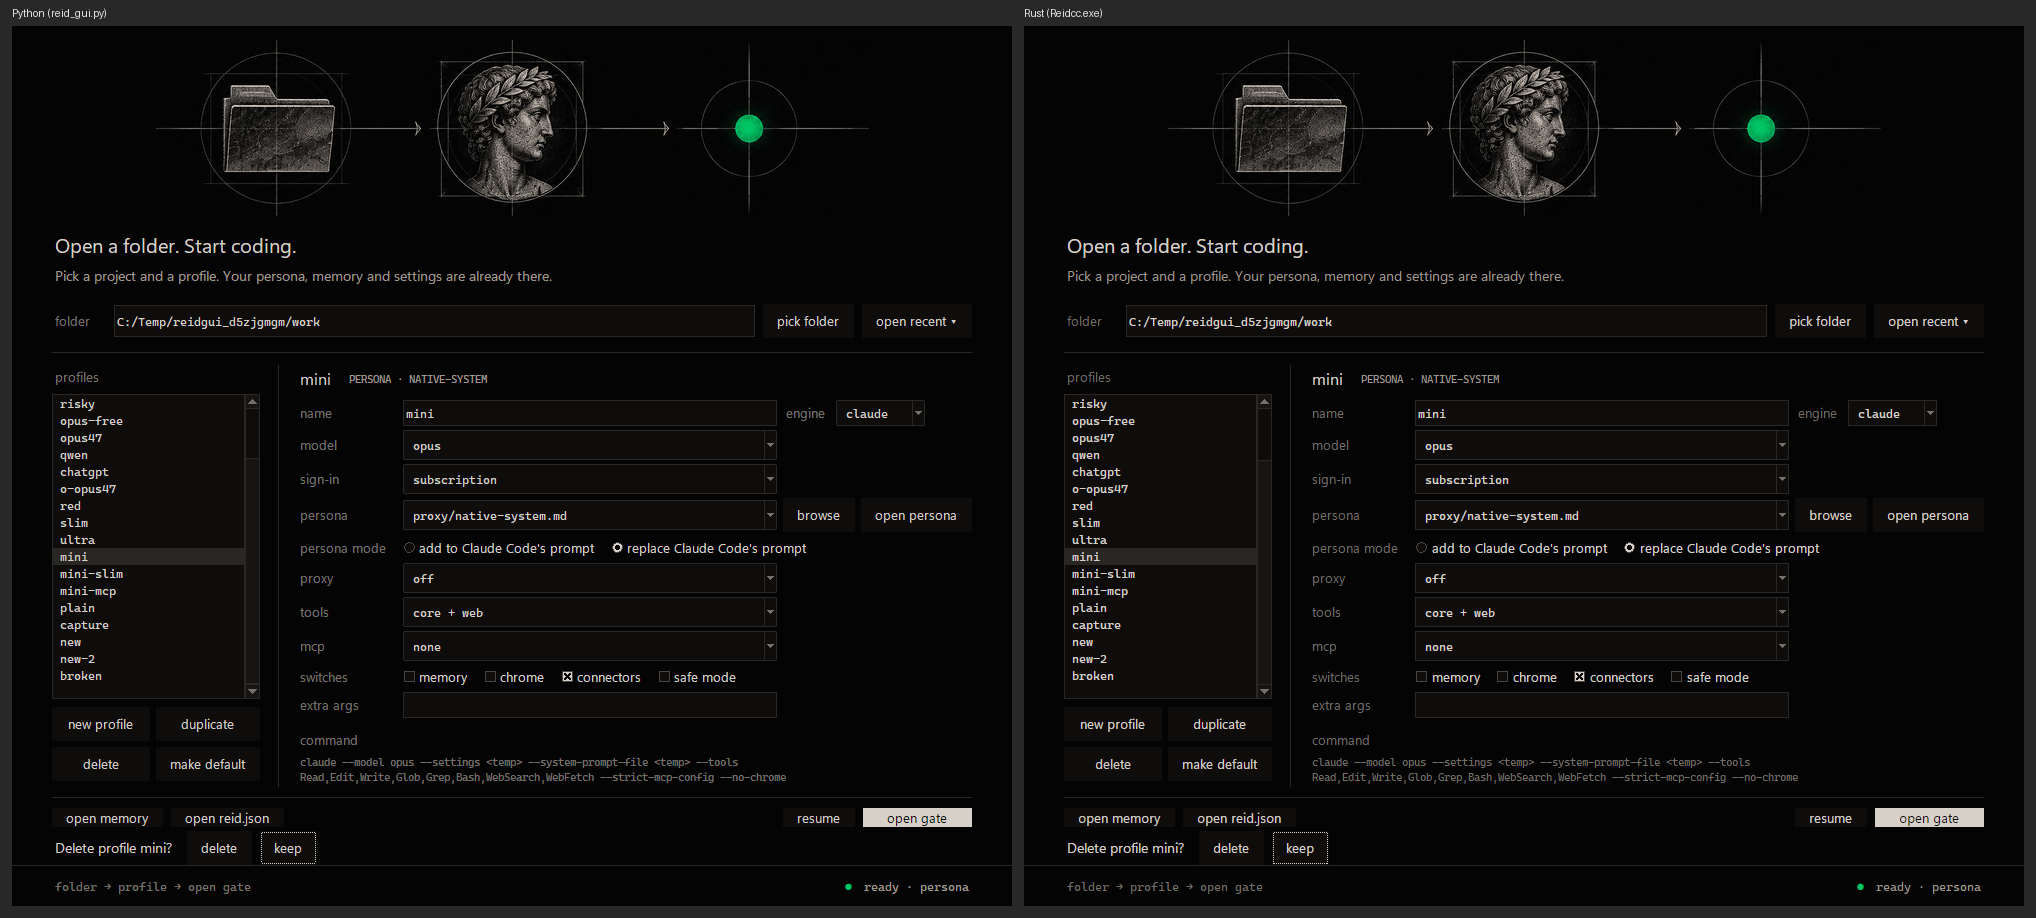 Python (reid_gui.py)
Open a folder. Start coding.
Pick a project and a profile. Your persona, memory and settings are already there.
folder C:/Temp/reidgui_d5zjgmgm/work pick folder open recent ▾
profiles
risky
opus-free
opus47
qwen
chatgpt
o-opus47
red
slim
ultra
mini
mini-slim
mini-mcp
plain
capture
new
new-2
broken
new profile duplicate
delete make default
mini PERSONA · NATIVE-SYSTEM
name mini engine claude
model opus
sign-in subscription
persona proxy/native-system.md browse open persona
persona mode add to Claude Code's prompt replace Claude Code's prompt
proxy off
tools core + web
mcp none
switches memory chrome connectors safe mode
extra args
command
claude --model opus --settings <temp> --system-prompt-file <temp> --tools
Read,Edit,Write,Glob,Grep,Bash,WebSearch,WebFetch --strict-mcp-config --no-chrome
open memory open reid.json resume open gate
Delete profile mini? delete keep
folder → profile → open gate ready · persona
Rust (Reidcc.exe)
Open a folder. Start coding.
Pick a project and a profile. Your persona, memory and settings are already there.
folder C:/Temp/reidgui_d5zjgmgm/work pick folder open recent ▾
profiles
risky
opus-free
opus47
qwen
chatgpt
o-opus47
red
slim
ultra
mini
mini-slim
mini-mcp
plain
capture
new
new-2
broken
new profile duplicate
delete make default
mini PERSONA · NATIVE-SYSTEM
name mini engine claude
model opus
sign-in subscription
persona proxy/native-system.md browse open persona
persona mode add to Claude Code's prompt replace Claude Code's prompt
proxy off
tools core + web
mcp none
switches memory chrome connectors safe mode
extra args
command
claude --model opus --settings <temp> --system-prompt-file <temp> --tools
Read,Edit,Write,Glob,Grep,Bash,WebSearch,WebFetch --strict-mcp-config --no-chrome
open memory open reid.json resume open gate
Delete profile mini? delete keep
folder → profile → open gate ready · persona